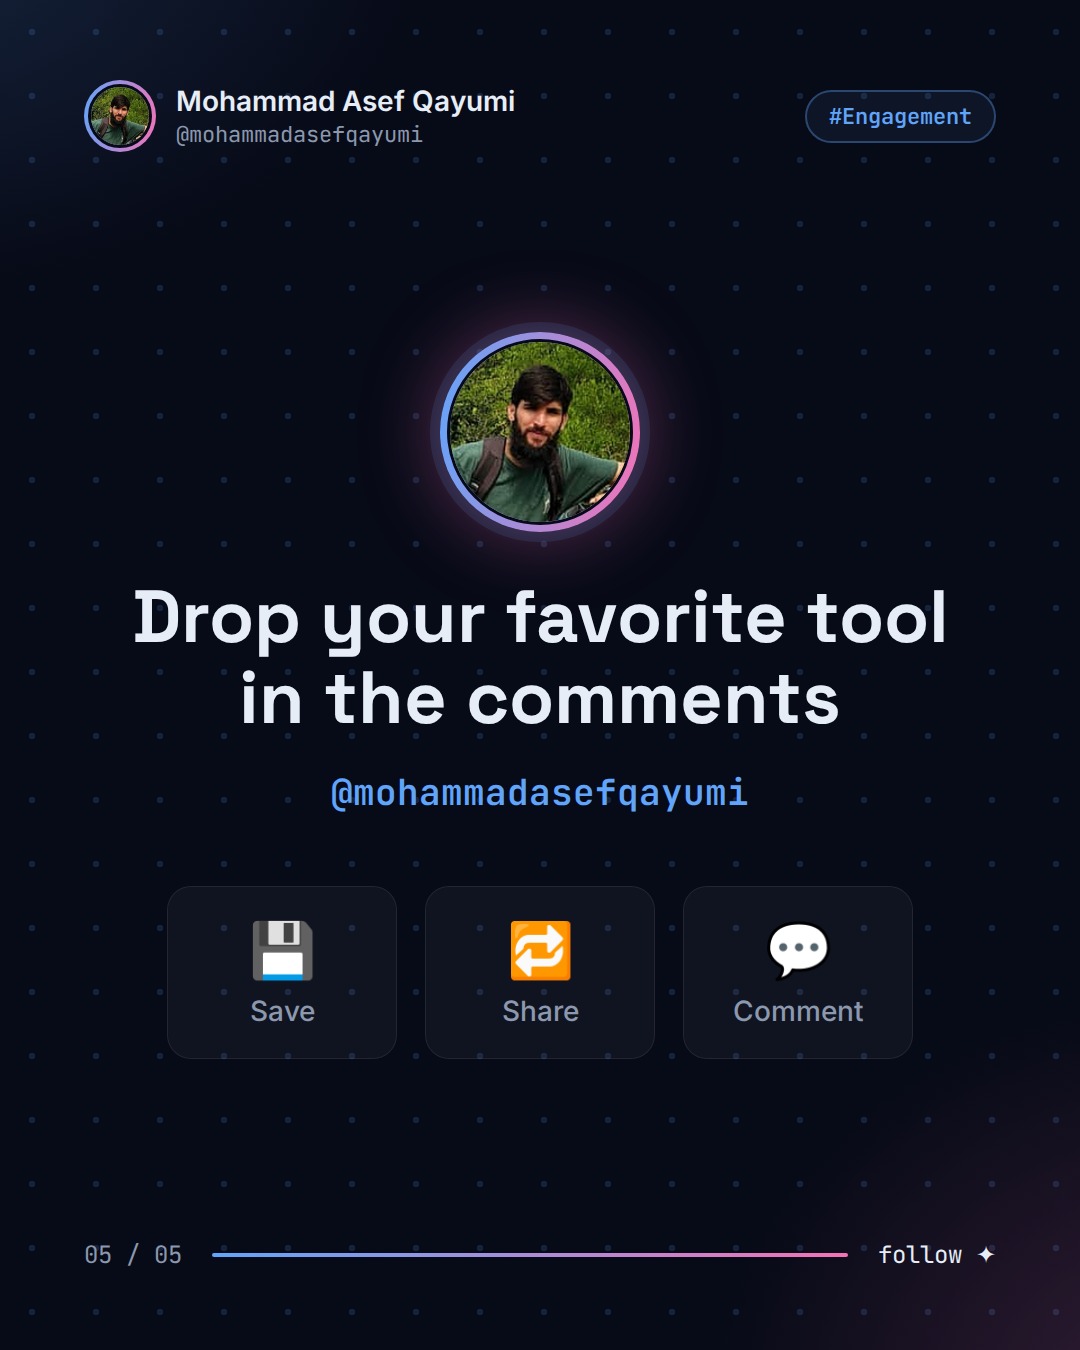 Mohammad Asef Qayumi
@mohammadasefqayumi
#Engagement
Drop your favorite tool
in the comments
@mohammadasefqayumi
Save
Share
Comment
05 / 05
follow ✦